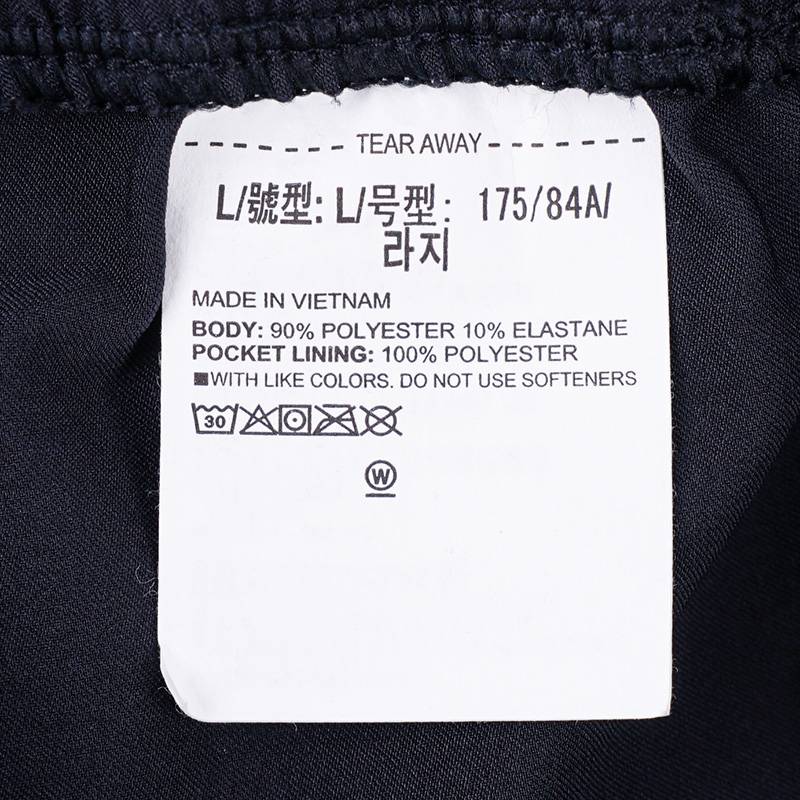 TEAR AWAY
L/號型: L/号型: 175/84A/
라지
MADE IN VIETNAM
BODY: 90% POLYESTER 10% ELASTANE
POCKET LINING: 100% POLYESTER
■WITH LIKE COLORS. DO NOT USE SOFTENERS
30
W